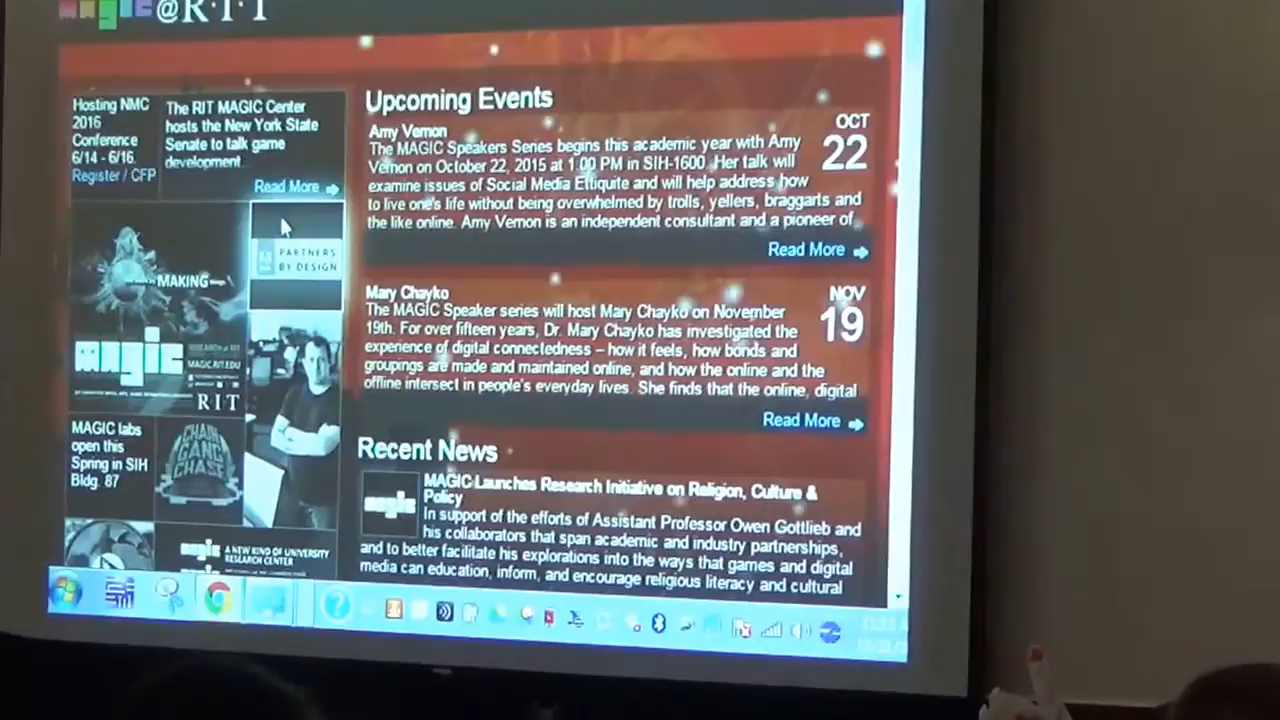 magic@R·I·T
Hosting NMC
2016
Conference
6/14 - 6/16.
Register / CFP
The RIT MAGIC Center
hosts the New York State
Senate to talk game
development.
Read More
PARTNERS
BY DESIGN
MAKING
magic
MAGIC.RIT.EDU
RIT
MAGIC labs
open this
Spring in SIH
Bldg. 87
CHAIN
GANG
CHASE
magic
A NEW KIND OF UNIVERSITY
RESEARCH CENTER
Upcoming Events
Amy Vernon
OCT
22
The MAGIC Speakers Series begins this academic year with Amy
Vernon on October 22, 2015 at 1:00 PM in SIH-1600. Her talk will
examine issues of Social Media Ettiquite and will help address how
to live one's life without being overwhelmed by trolls, yellers, braggarts and
the like online. Amy Vernon is an independent consultant and a pioneer of
Read More
Mary Chayko
NOV
19
The MAGIC Speaker series will host Mary Chayko on November
19th. For over fifteen years, Dr. Mary Chayko has investigated the
experience of digital connectedness – how it feels, how bonds and
groupings are made and maintained online, and how the online and the
offline intersect in people's everyday lives. She finds that the online, digital
Read More
Recent News
magic
MAGIC Launches Research Initiative on Religion, Culture &
Policy
In support of the efforts of Assistant Professor Owen Gottlieb and
his collaborators that span academic and industry partnerships,
and to better facilitate his explorations into the ways that games and digital
media can education, inform, and encourage religious literacy and cultural